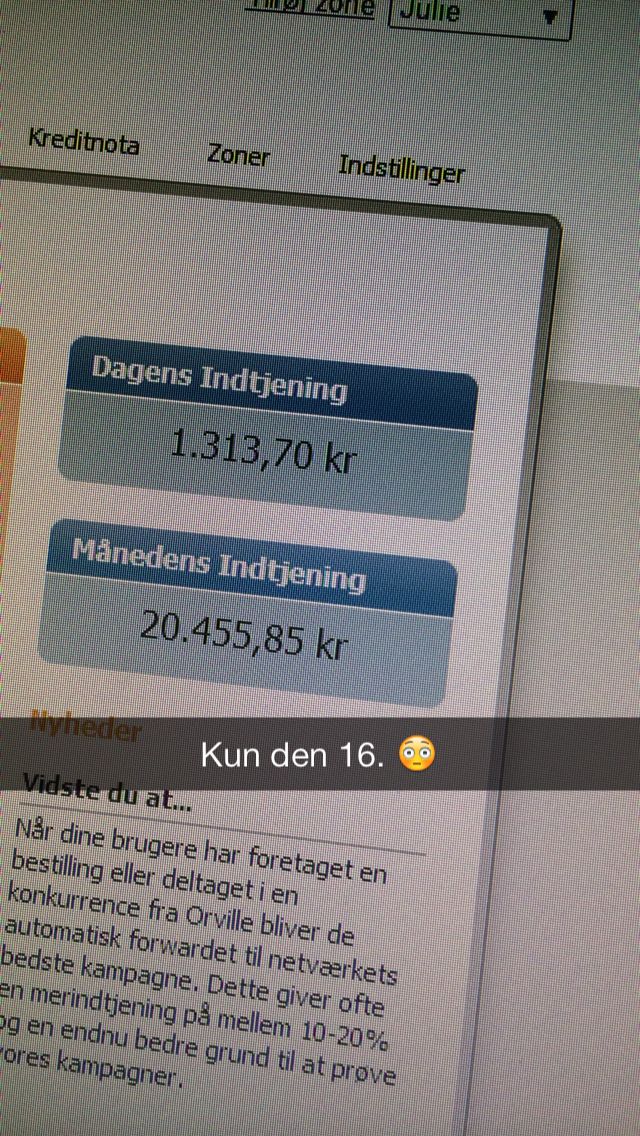 Tilføj zone Julie
Kreditnota Zoner Indstillinger
Dagens Indtjening
1.313,70 kr
Månedens Indtjening
20.455,85 kr
Nyheder
Kun den 16. 😳
Vidste du at...
Når dine brugere har foretaget en
bestilling eller deltaget i en
konkurrence fra Orville bliver de
automatisk forwardet til netværkets
bedste kampagne. Dette giver ofte
en merindtjening på mellem 10-20%
og en endnu bedre grund til at prøve
vores kampagner.